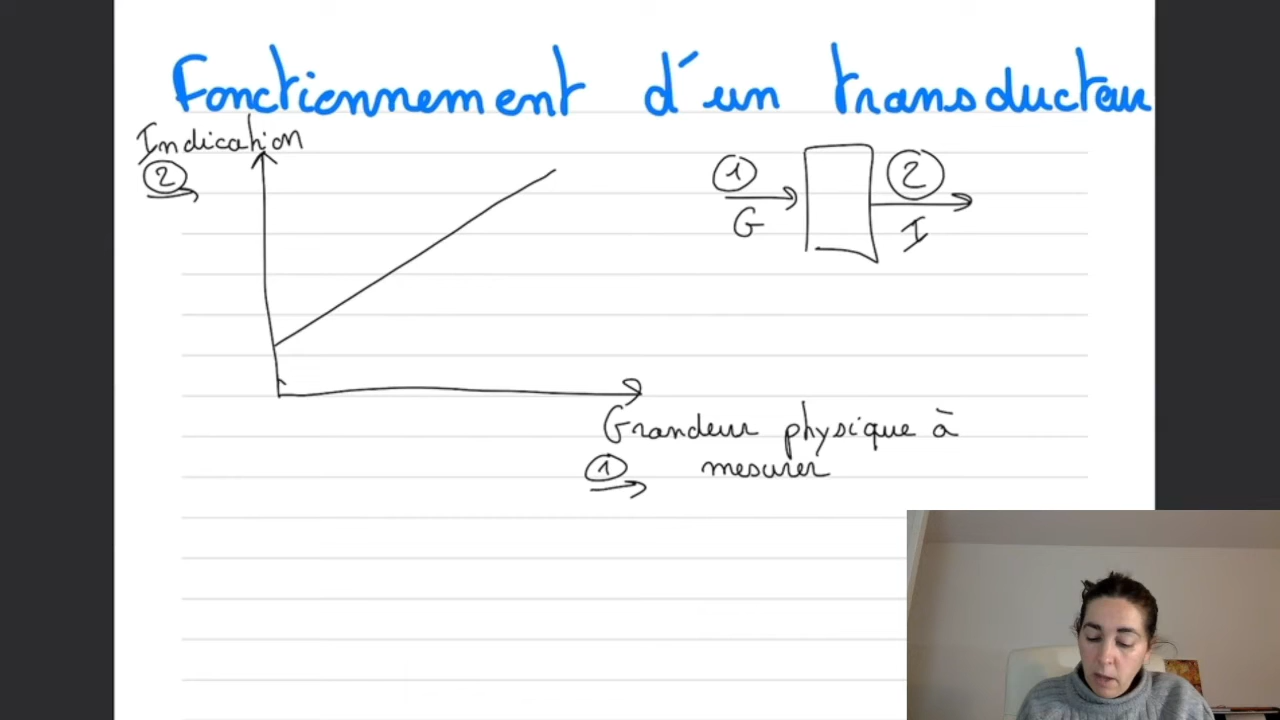 Fonctionnement d'un transducteur
Indication
2
1
G
2
I
Grandeur physique à
1
mesurer